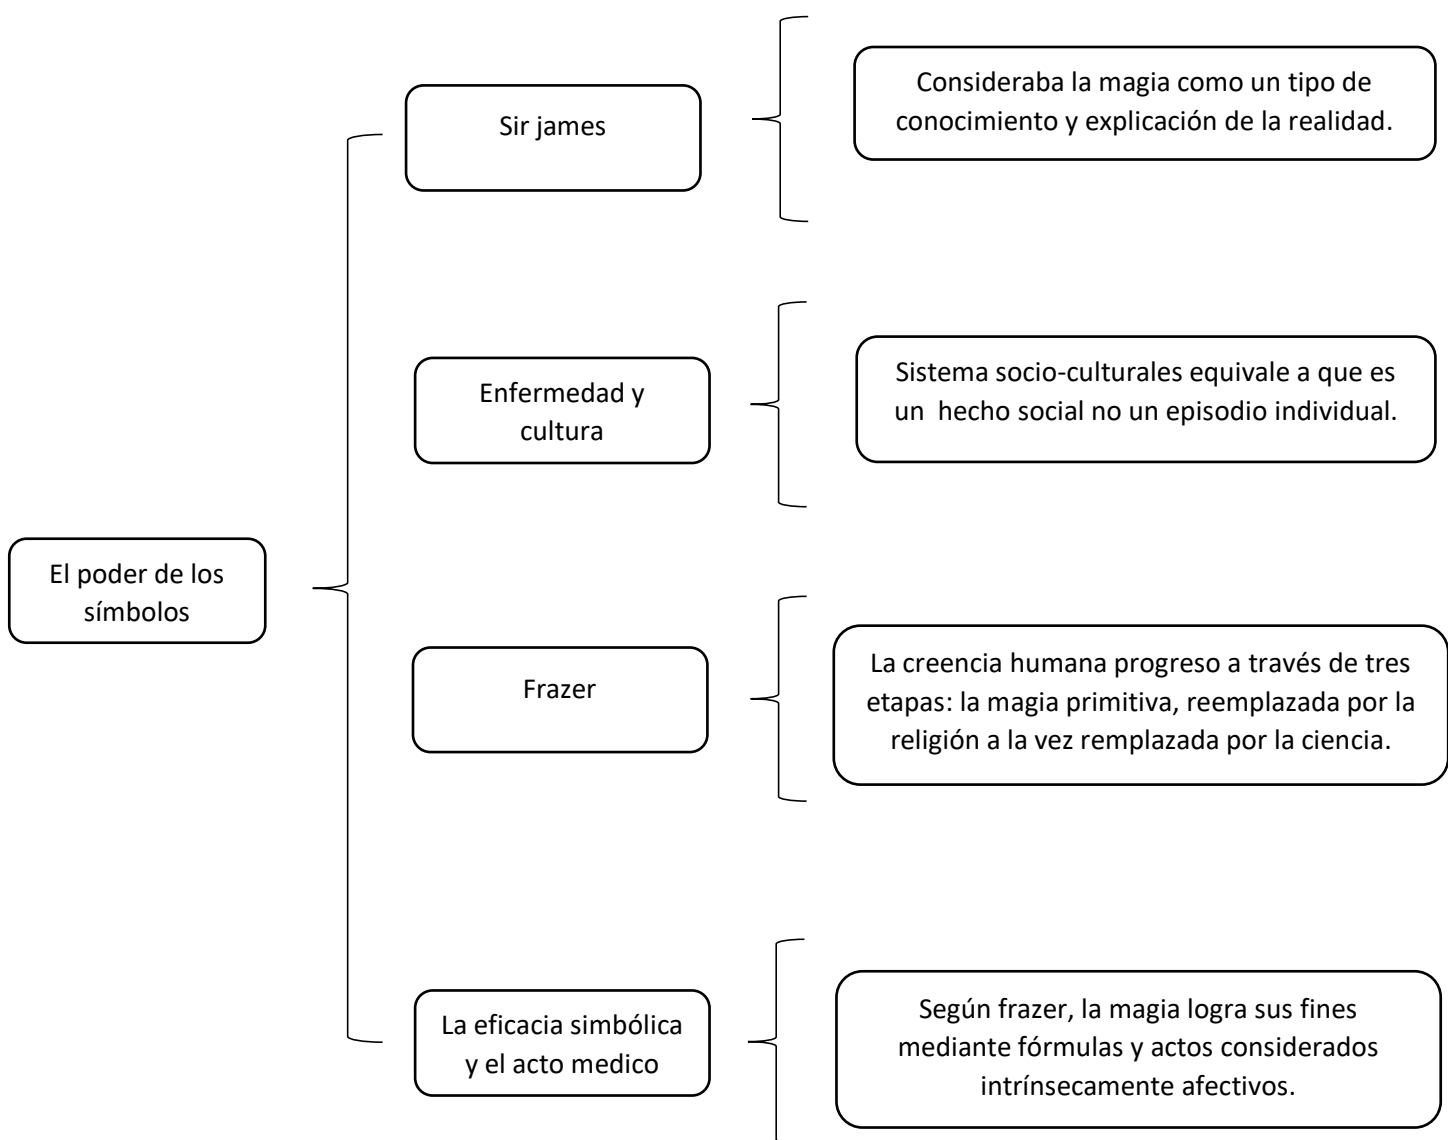 El poder de los
símbolos
Sir james
Consideraba la magia como un tipo de
conocimiento y explicación de la realidad.
Enfermedad y
cultura
Sistema socio-culturales equivale a que es
un  hecho social no un episodio individual.
Frazer
La creencia humana progreso a través de tres
etapas: la magia primitiva, reemplazada por la
religión a la vez remplazada por la ciencia.
La eficacia simbólica
y el acto medico
Según frazer, la magia logra sus fines
mediante fórmulas y actos considerados
intrínsecamente afectivos.